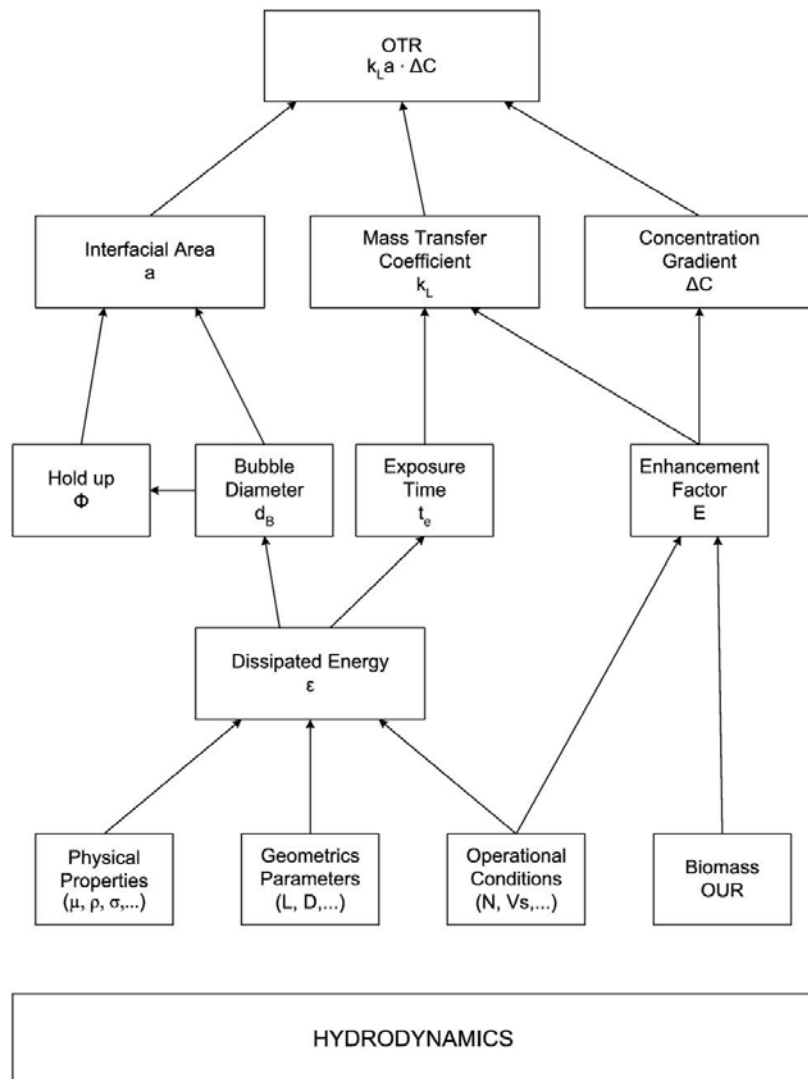 OTR
kLa · ΔC
Interfacial Area
a
Mass Transfer
Coefficient
kL
Concentration
Gradient
ΔC
Hold up
Φ
Bubble
Diameter
dB
Exposure
Time
te
Enhancement
Factor
E
Dissipated Energy
ε
Physical
Properties
(μ, ρ, σ,...)
Geometrics
Parameters
(L, D,...)
Operational
Conditions
(N, Vs,...)
Biomass
OUR
HYDRODYNAMICS